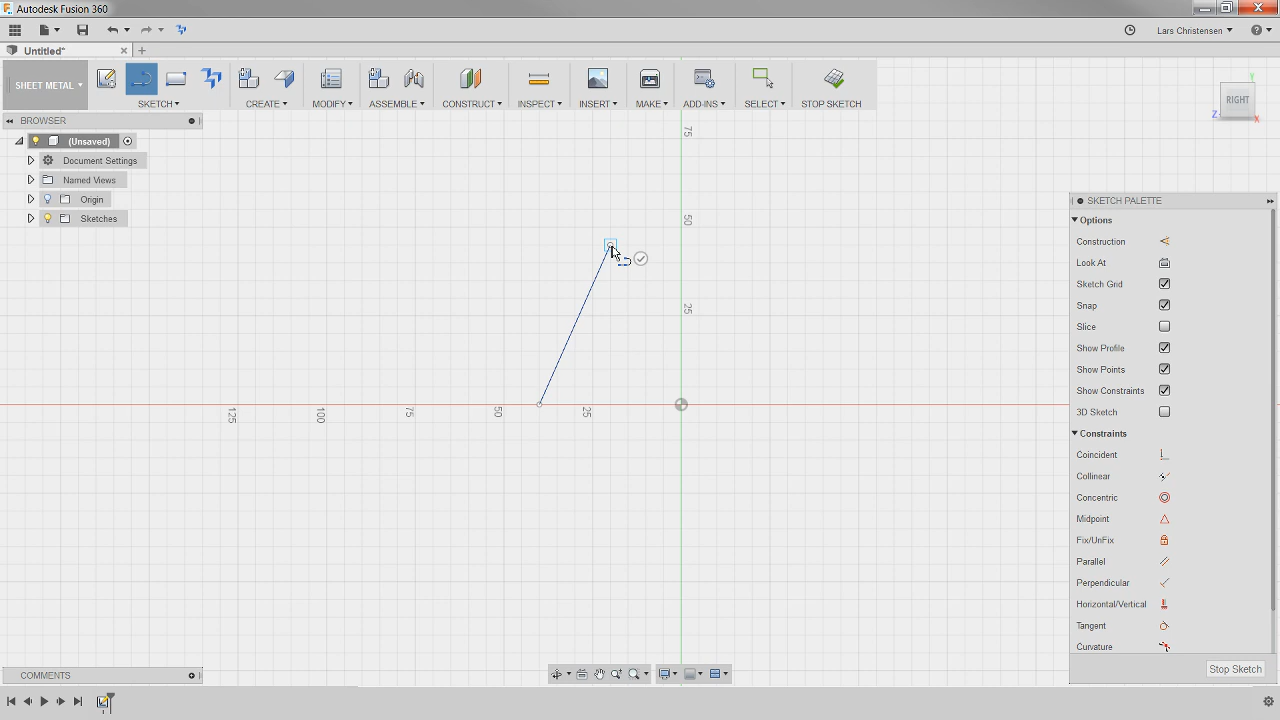 Autodesk Fusion 360
Lars Christensen
Untitled*
SHEET METAL
SKETCH
CREATE
MODIFY
ASSEMBLE
CONSTRUCT
INSPECT
INSERT
MAKE
ADD-INS
SELECT
STOP SKETCH
Y
RIGHT
Z
X
BROWSER
(Unsaved)
Document Settings
Named Views
Origin
Sketches
75
50
25
125
100
75
50
25
SKETCH PALETTE
Options
Construction
Look At
Sketch Grid
Snap
Slice
Show Profile
Show Points
Show Constraints
3D Sketch
Constraints
Coincident
Collinear
Concentric
Midpoint
Fix/UnFix
Parallel
Perpendicular
Horizontal/Vertical
Tangent
Curvature
Stop Sketch
COMMENTS